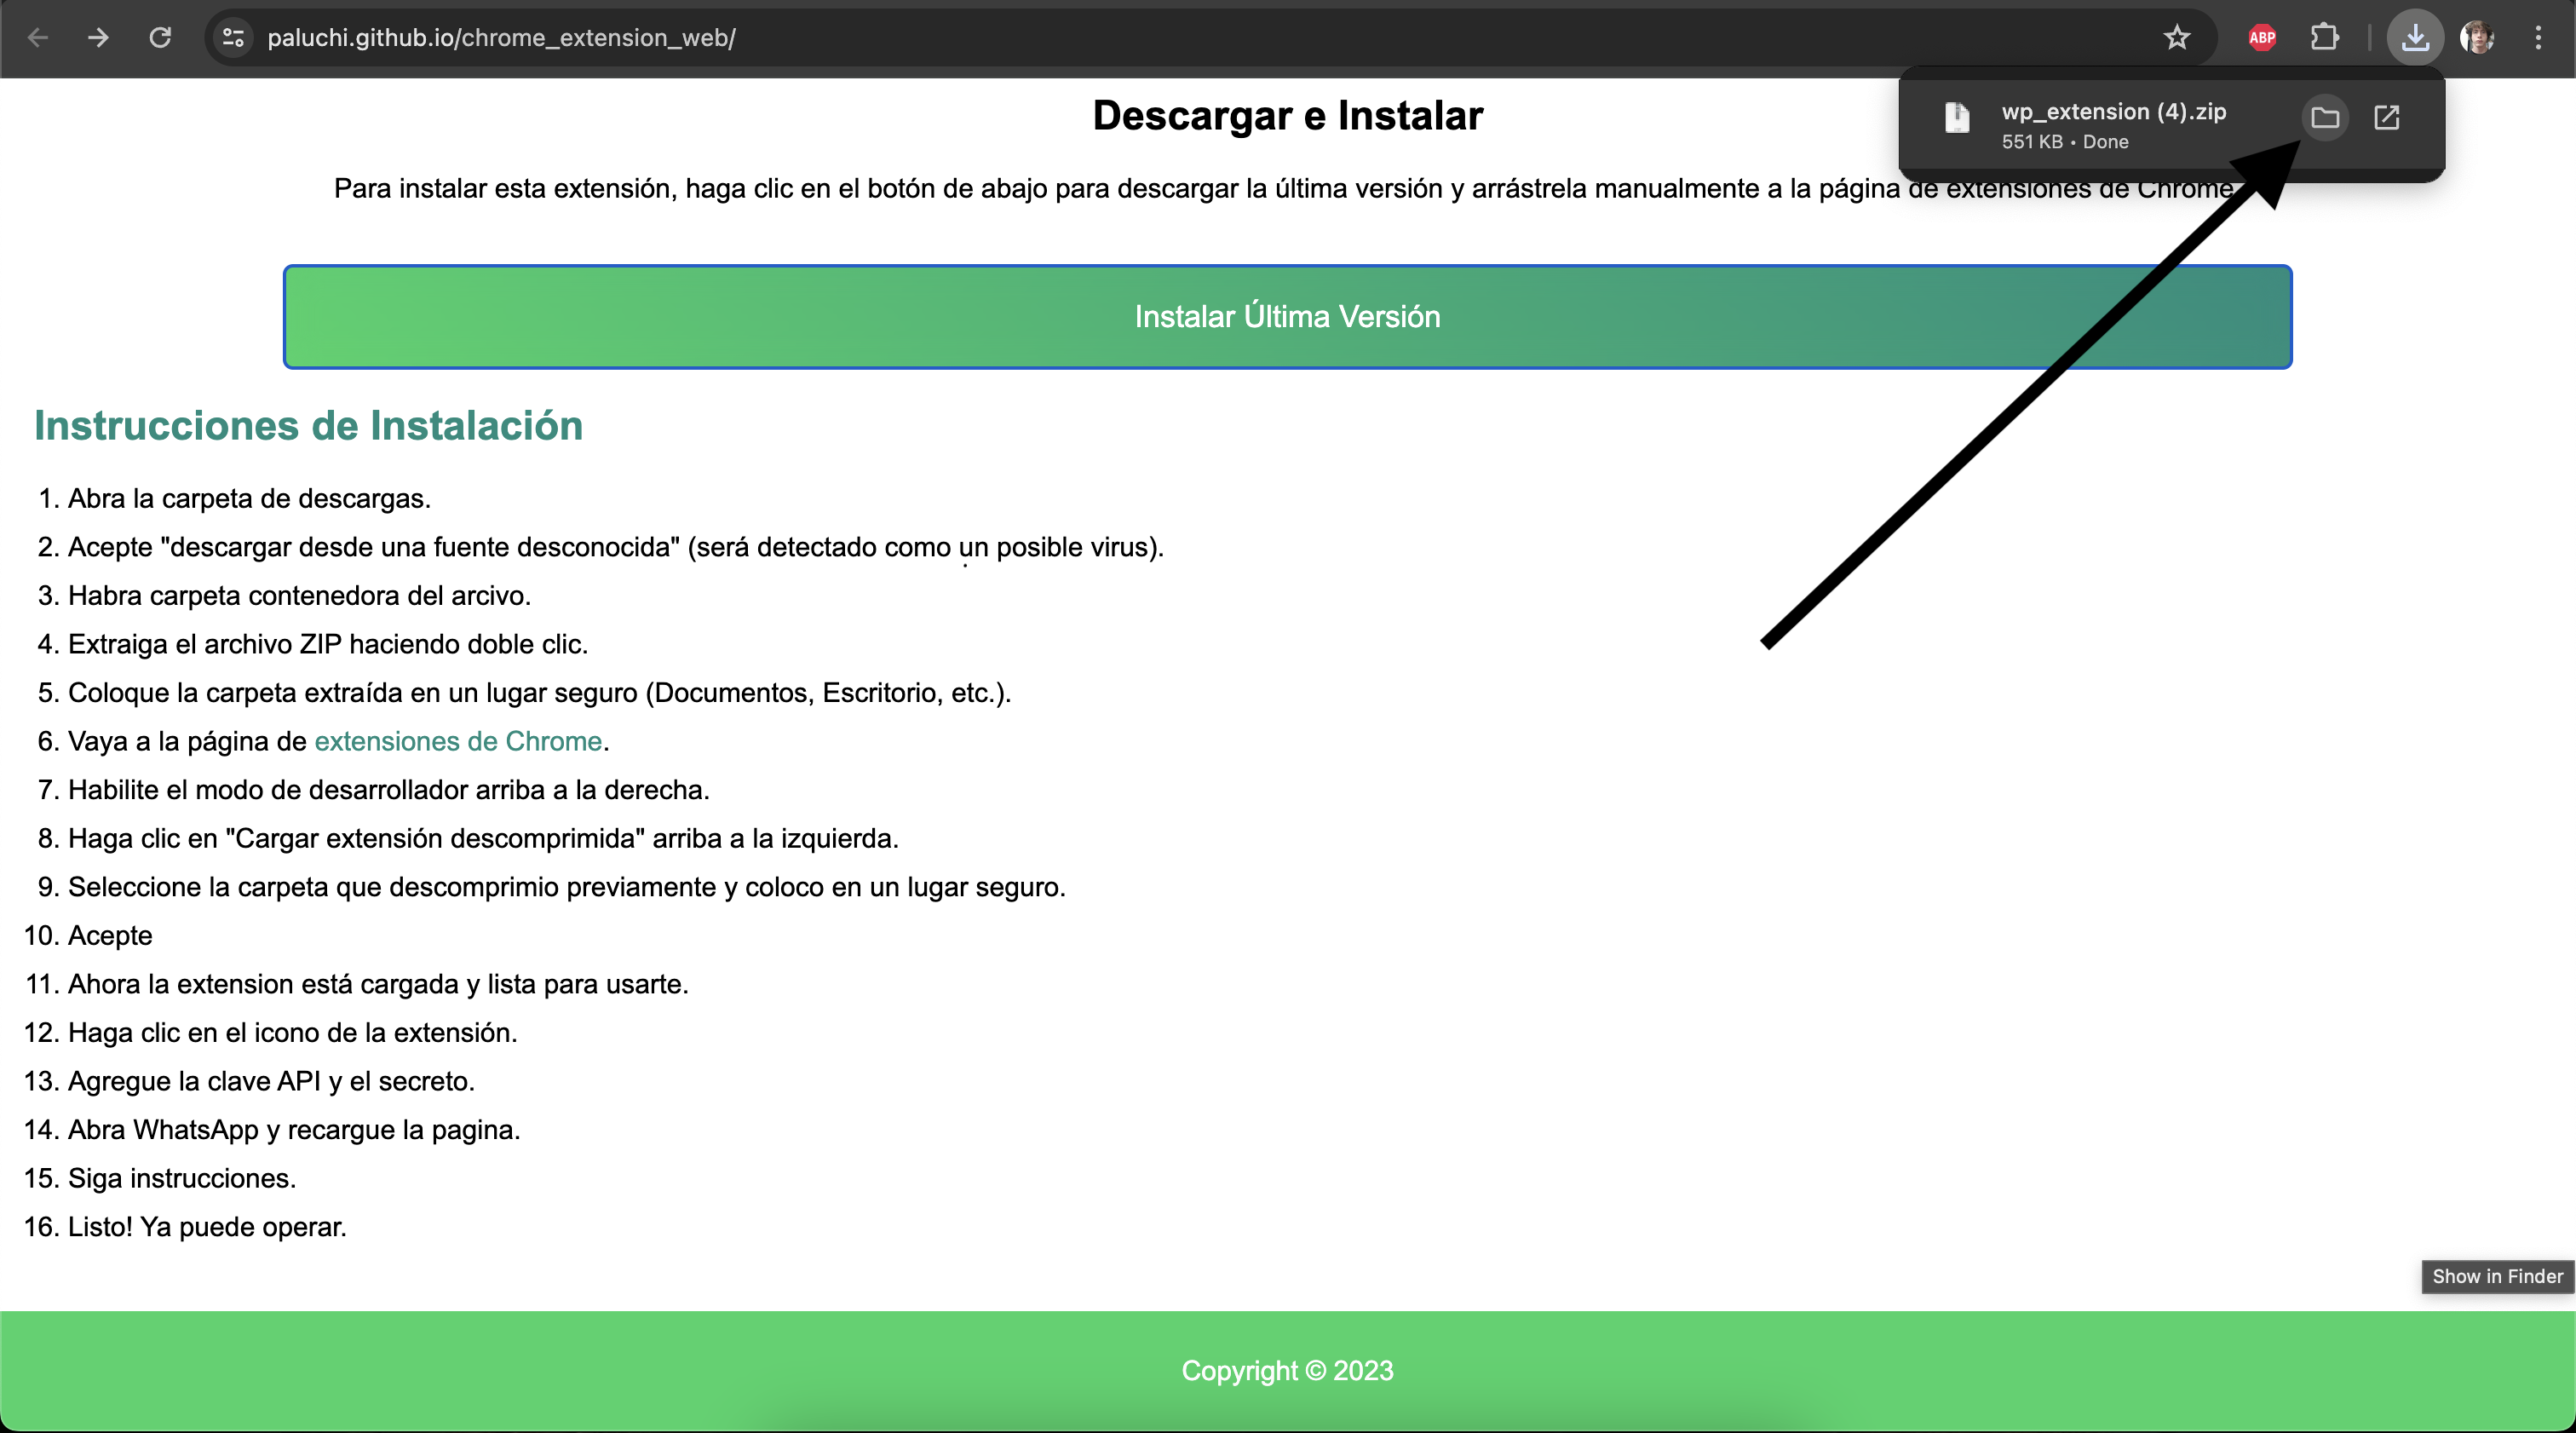 paluchi.github.io/chrome_extension_web/
ABP
wp_extension (4).zip
551 KB • Done
Descargar e Instalar
Para instalar esta extensión, haga clic en el botón de abajo para descargar la última versión y arrástrela manualmente a la página de extensiones de Chrome
Instalar Última Versión
Instrucciones de Instalación
1. Abra la carpeta de descargas.
2. Acepte "descargar desde una fuente desconocida" (será detectado como un posible virus).
3. Habra carpeta contenedora del arcivo.
4. Extraiga el archivo ZIP haciendo doble clic.
5. Coloque la carpeta extraída en un lugar seguro (Documentos, Escritorio, etc.).
6. Vaya a la página de extensiones de Chrome.
7. Habilite el modo de desarrollador arriba a la derecha.
8. Haga clic en "Cargar extensión descomprimida" arriba a la izquierda.
9. Seleccione la carpeta que descomprimio previamente y coloco en un lugar seguro.
10. Acepte
11. Ahora la extension está cargada y lista para usarte.
12. Haga clic en el icono de la extensión.
13. Agregue la clave API y el secreto.
14. Abra WhatsApp y recargue la pagina.
15. Siga instrucciones.
16. Listo! Ya puede operar.
Show in Finder
Copyright © 2023